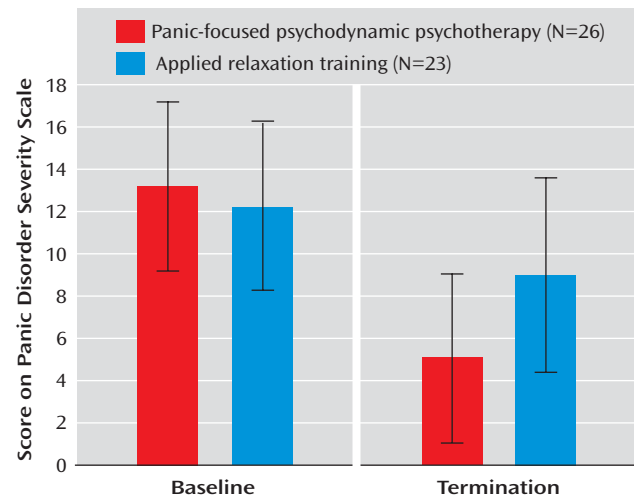 Panic-focused psychodynamic psychotherapy (N=26)
Applied relaxation training (N=23)
Score on Panic Disorder Severity Scale
18
16
14
12
10
8
6
4
2
0
Baseline
Termination